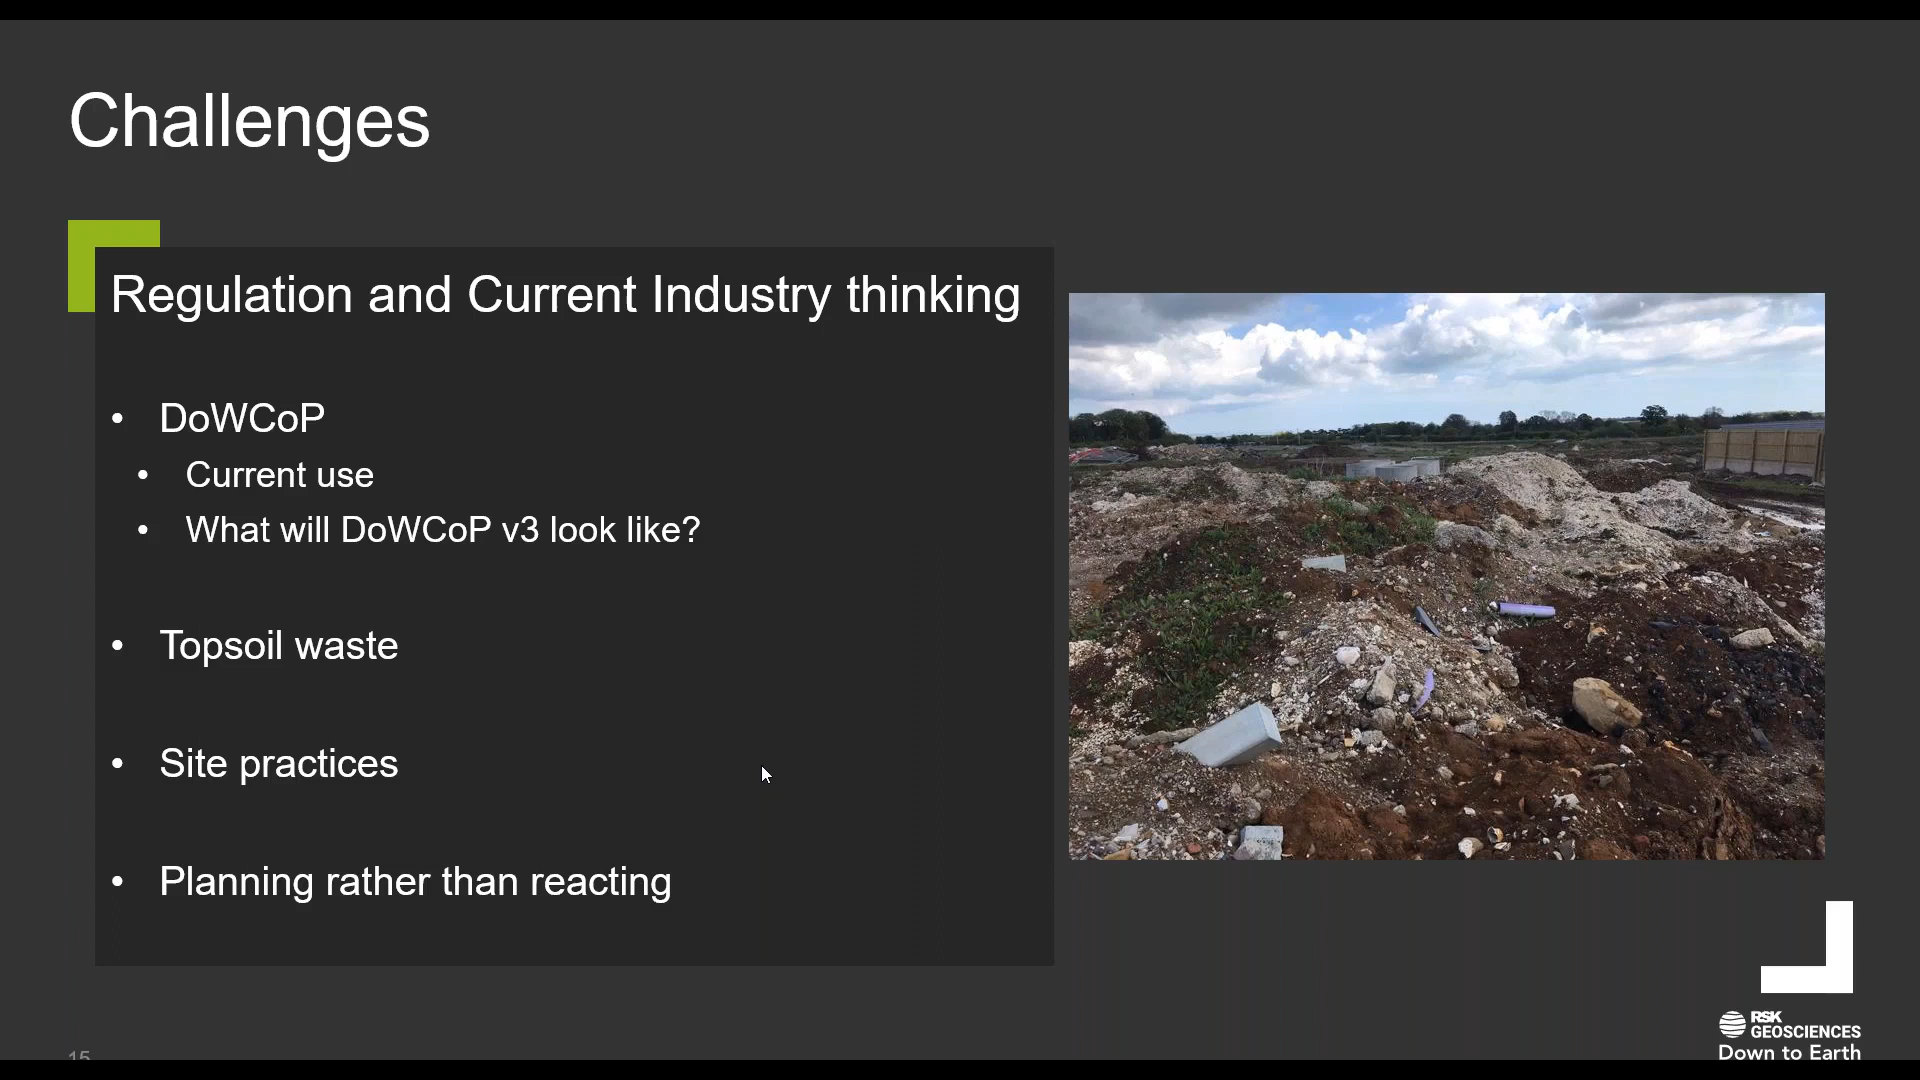 Challenges
Regulation and Current Industry thinking
• DoWCoP
• Current use
• What will DoWCoP v3 look like?
• Topsoil waste
• Site practices
• Planning rather than reacting
RSK
GEOSCIENCES
Down to Earth
15